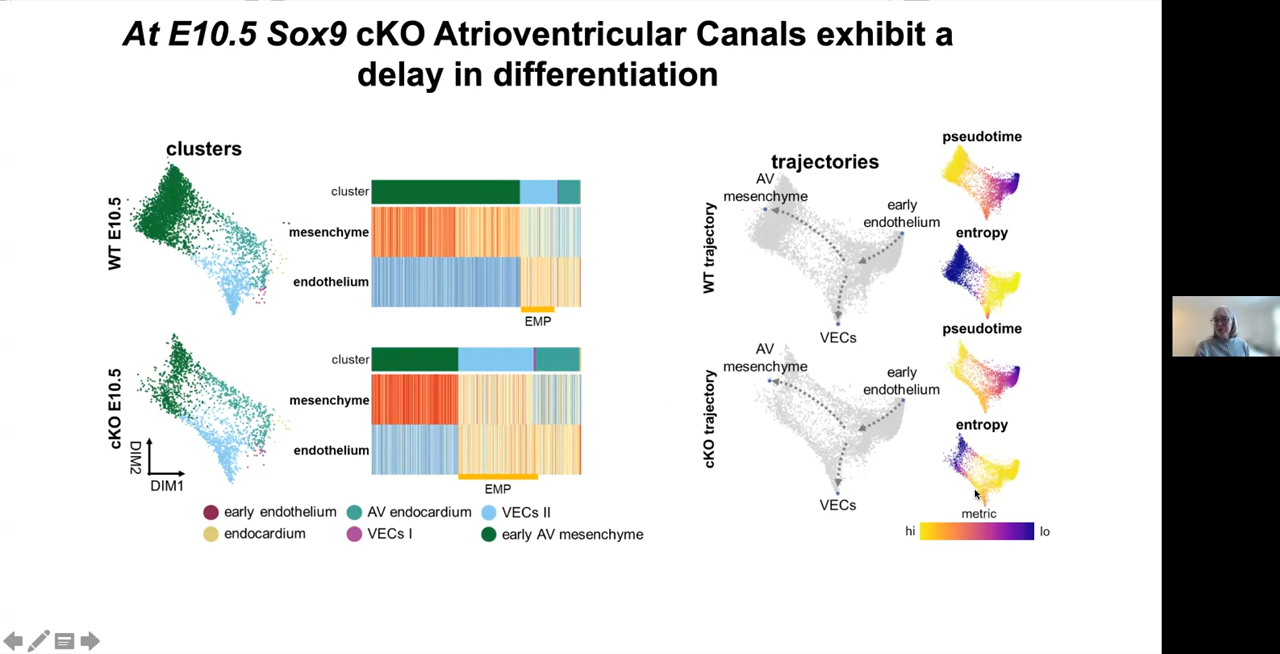 At E10.5 Sox9 cKO Atrioventricular Canals exhibit a
delay in differentiation
clusters
WT E10.5
cluster
mesenchyme
endothelium
EMP
cKO E10.5
DIM2
DIM1
cluster
mesenchyme
endothelium
EMP
early endothelium
AV endocardium
VECs II
endocardium
VECs I
early AV mesenchyme
trajectories
WT trajectory
AV
mesenchyme
early
endothelium
VECs
cKO trajectory
AV
mesenchyme
early
endothelium
VECs
pseudotime
entropy
pseudotime
entropy
metric
hi
lo